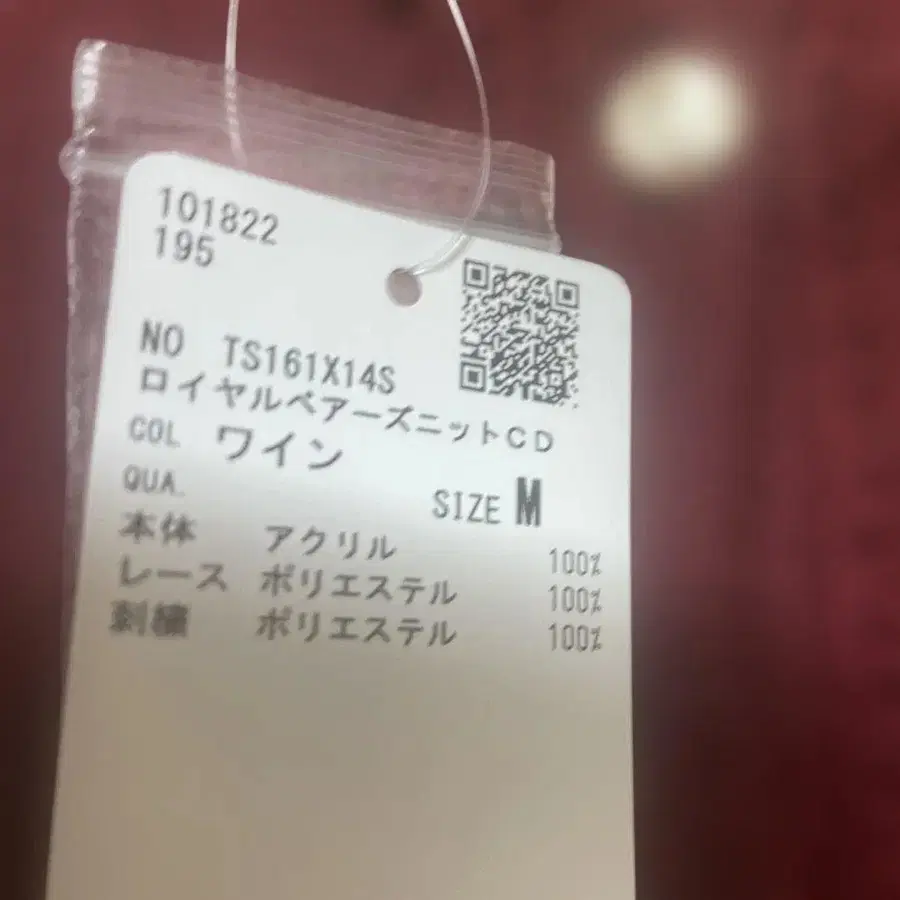 101822
195
NO TS161X14S
ロイヤルベアーズニットCD
COL ワイン
QUA.
SIZE M
本体 アクリル 100%
レース ポリエステル 100%
刺繍 ポリエステル 100%